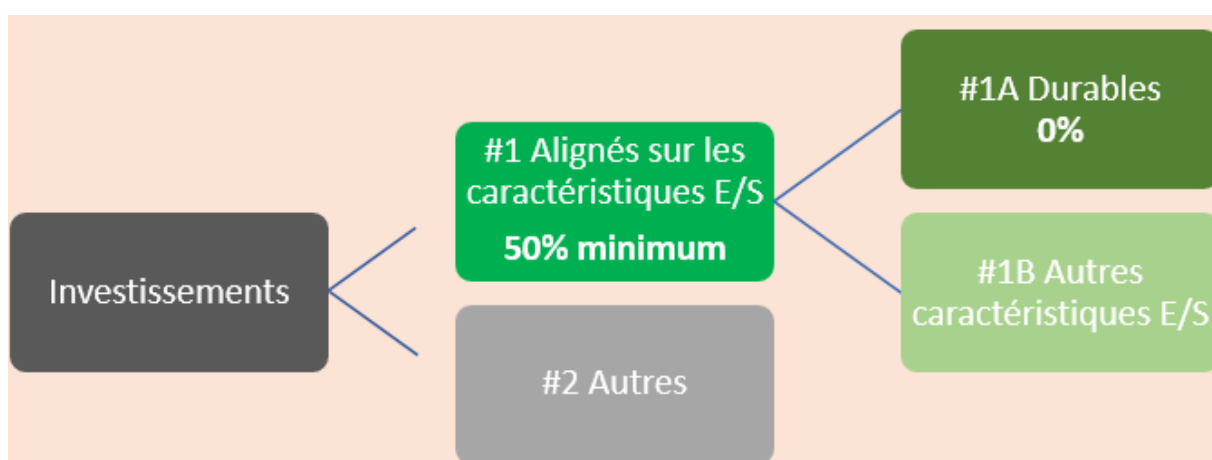 Investissements
#1 Alignés sur les
caractéristiques E/S
50% minimum
#2 Autres
#1A Durables
0%
#1B Autres
caractéristiques E/S